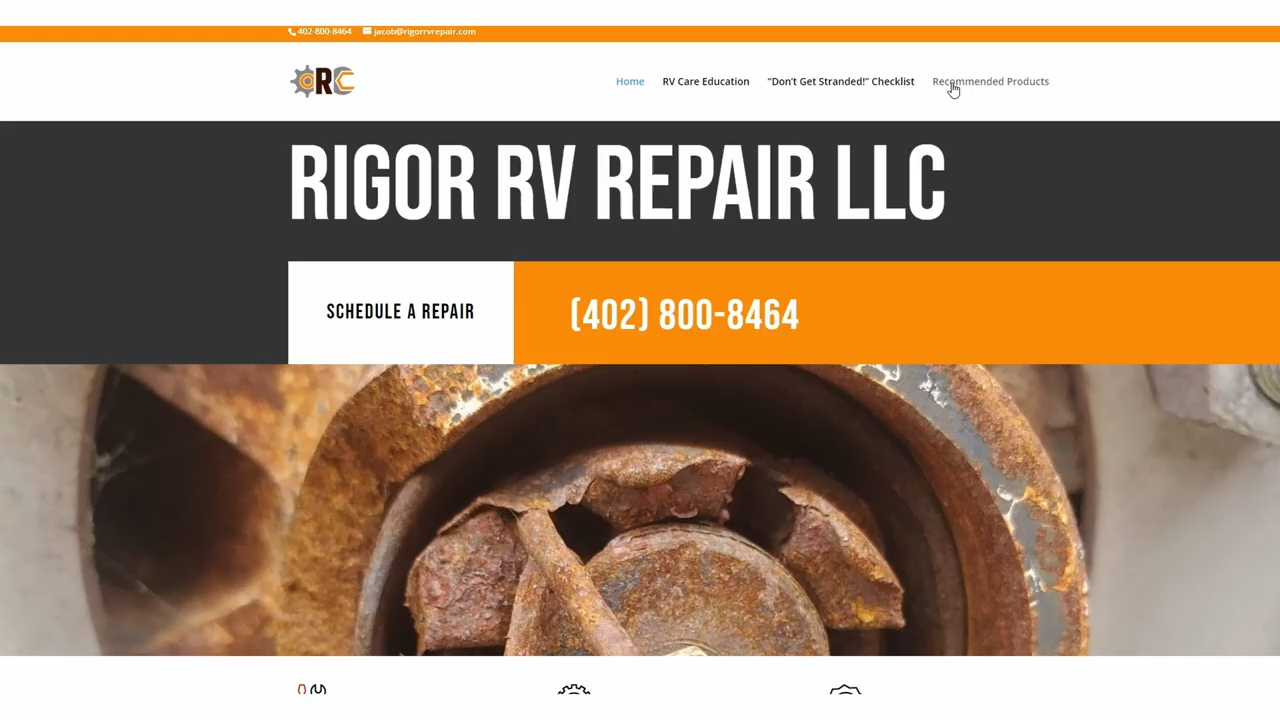 402-800-8464 jacob@rigorrvrepair.com
RC
Home RV Care Education “Don’t Get Stranded!” Checklist Recommended Products
RIGOR RV REPAIR LLC
SCHEDULE A REPAIR
(402) 800-8464